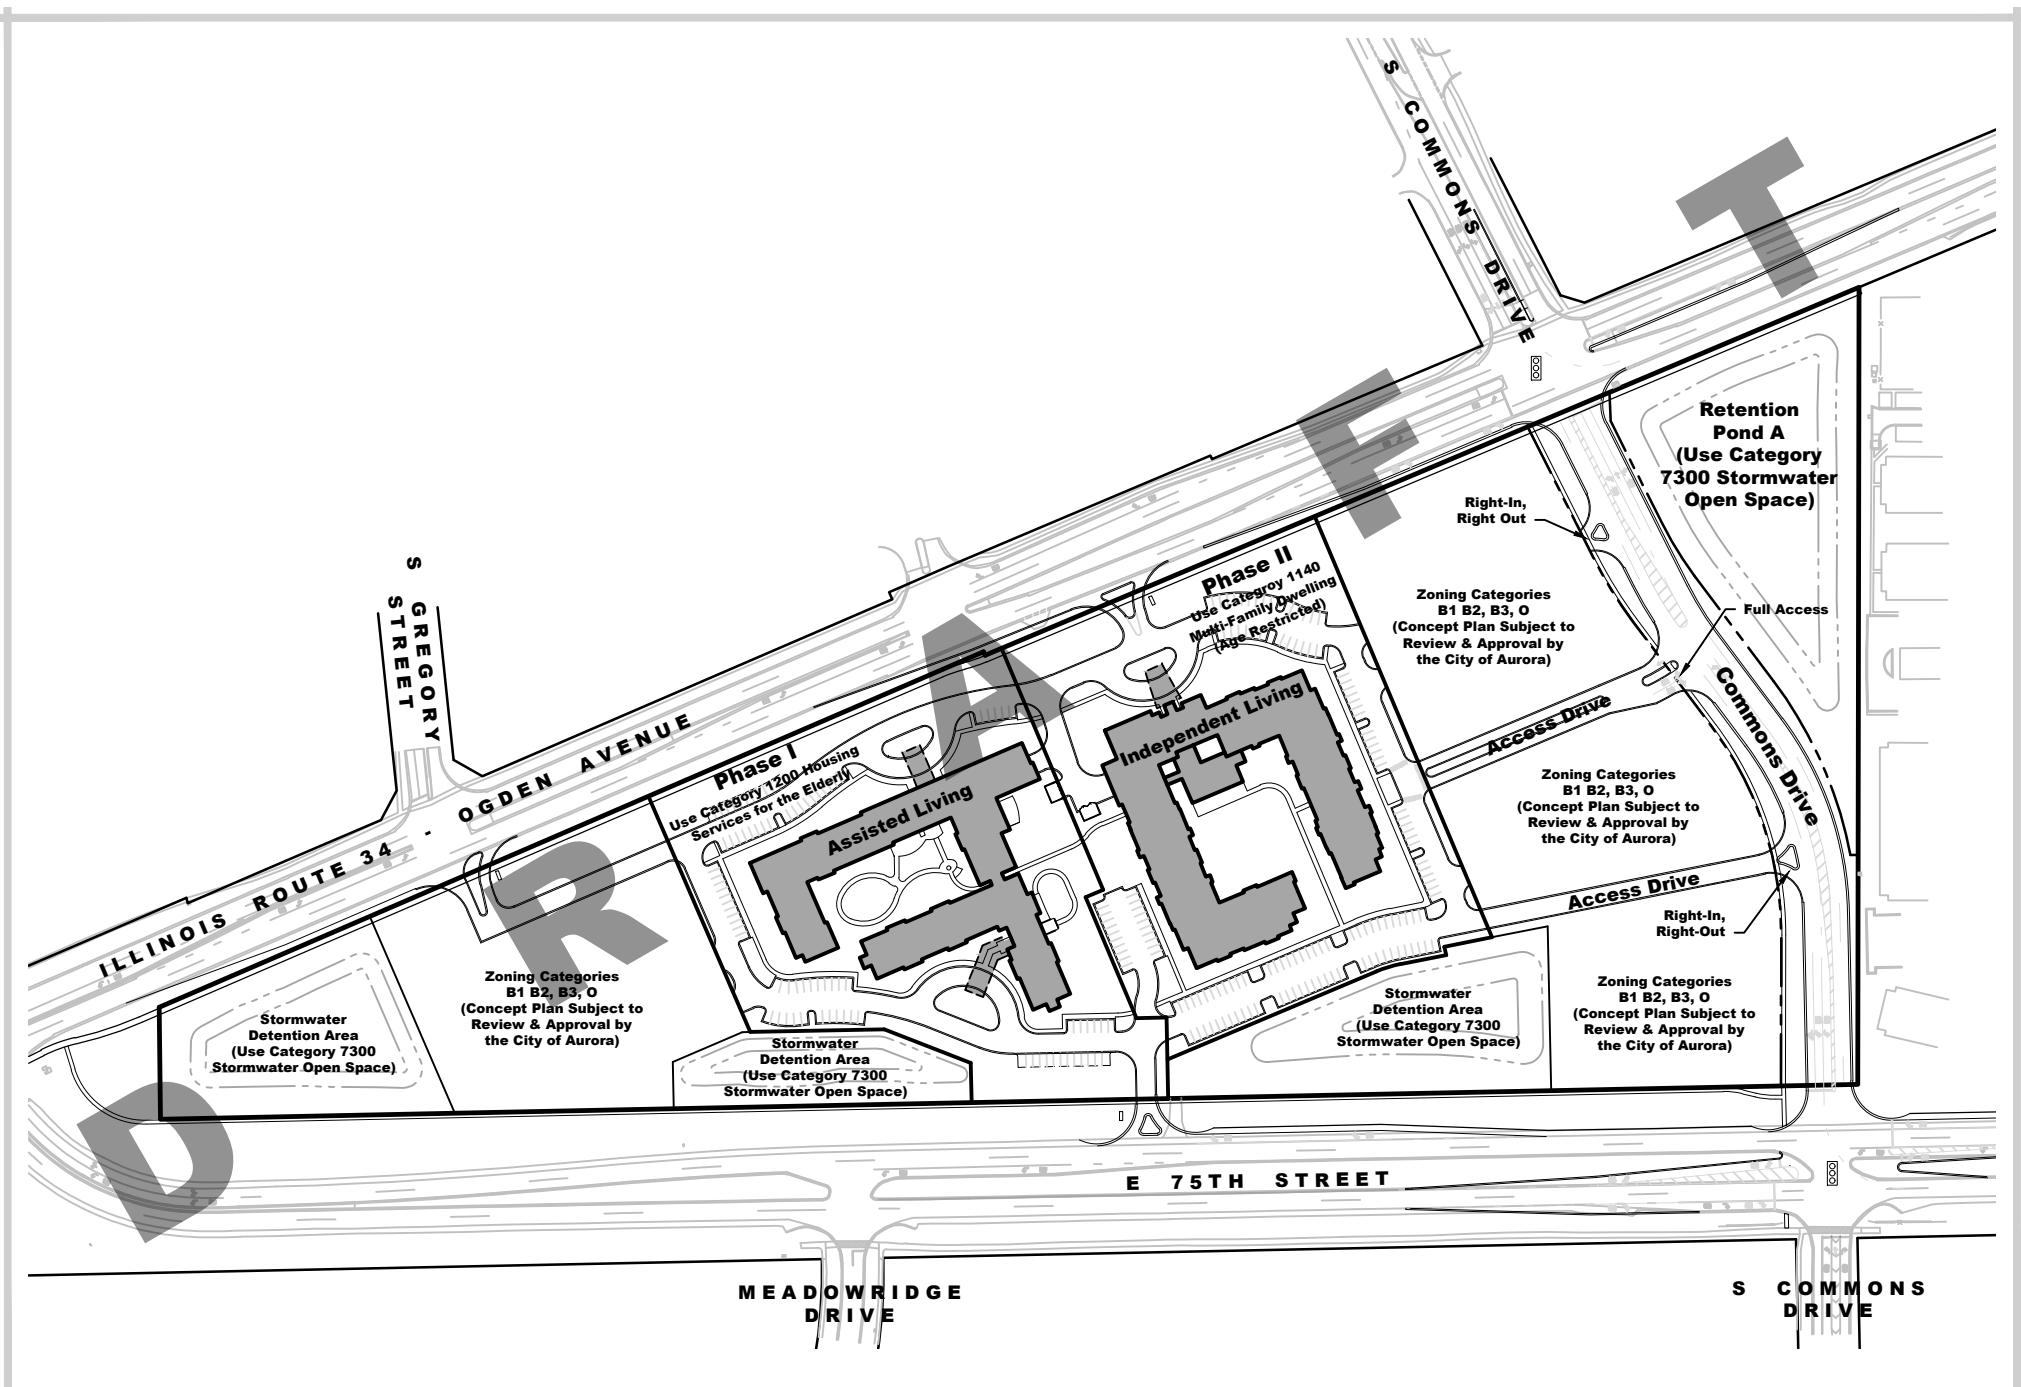 S COMMONS DRIVE
DRAFT
Retention
Pond A
(Use Category
7300 Stormwater
Open Space)
Right-In,
Right Out
S GREGORY
STREET
Phase II
Use Categroy 1140
Multi-Family Dwelling
(Age Restricted)
Zoning Categories
B1 B2, B3, O
(Concept Plan Subject to
Review & Approval by
the City of Aurora)
Full Access
Commons Drive
Access Drive
Independent Living
ILLINOIS ROUTE 34 - OGDEN AVENUE
Phase I
Use Category 1200 Housing
Services for the Elderly
Assisted Living
Zoning Categories
B1 B2, B3, O
(Concept Plan Subject to
Review & Approval by
the City of Aurora)
Access Drive
Right-In,
Right-Out
Zoning Categories
B1 B2, B3, O
(Concept Plan Subject to
Review & Approval by
the City of Aurora)
Zoning Categories
B1 B2, B3, O
(Concept Plan Subject to
Review & Approval by
the City of Aurora)
Stormwater
Detention Area
(Use Category 7300
Stormwater Open Space)
Stormwater
Detention Area
(Use Category 7300
Stormwater Open Space)
Stormwater
Detention Area
(Use Category 7300
Stormwater Open Space)
E 75TH STREET
MEADOWRIDGE
DRIVE
S COMMONS
DRIVE